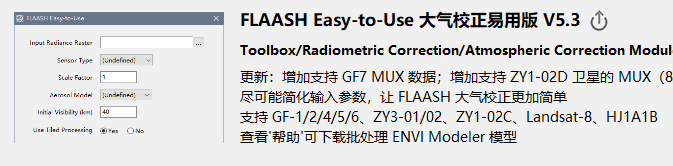 FLAASH Easy-to-Use
Input Radiance Raster
...
Sensor Type (Undefined)
Scale Factor 1
Aerosol Model (Undefined)
Initial Visibility (km) 40
Use Tiled Processing Yes No
FLAASH Easy-to-Use 大气校正易用版 V5.3
Toolbox/Radiometric Correction/Atmospheric Correction Modul
更新：增加支持 GF7 MUX 数据；增加支持 ZY1-02D 卫星的 MUX（8
尽可能简化输入参数，让 FLAASH 大气校正更加简单
支持 GF-1/2/4/5/6、ZY3-01/02、ZY1-02C、Landsat-8、HJ1A1B
查看'帮助'可下载批处理 ENVI Modeler 模型